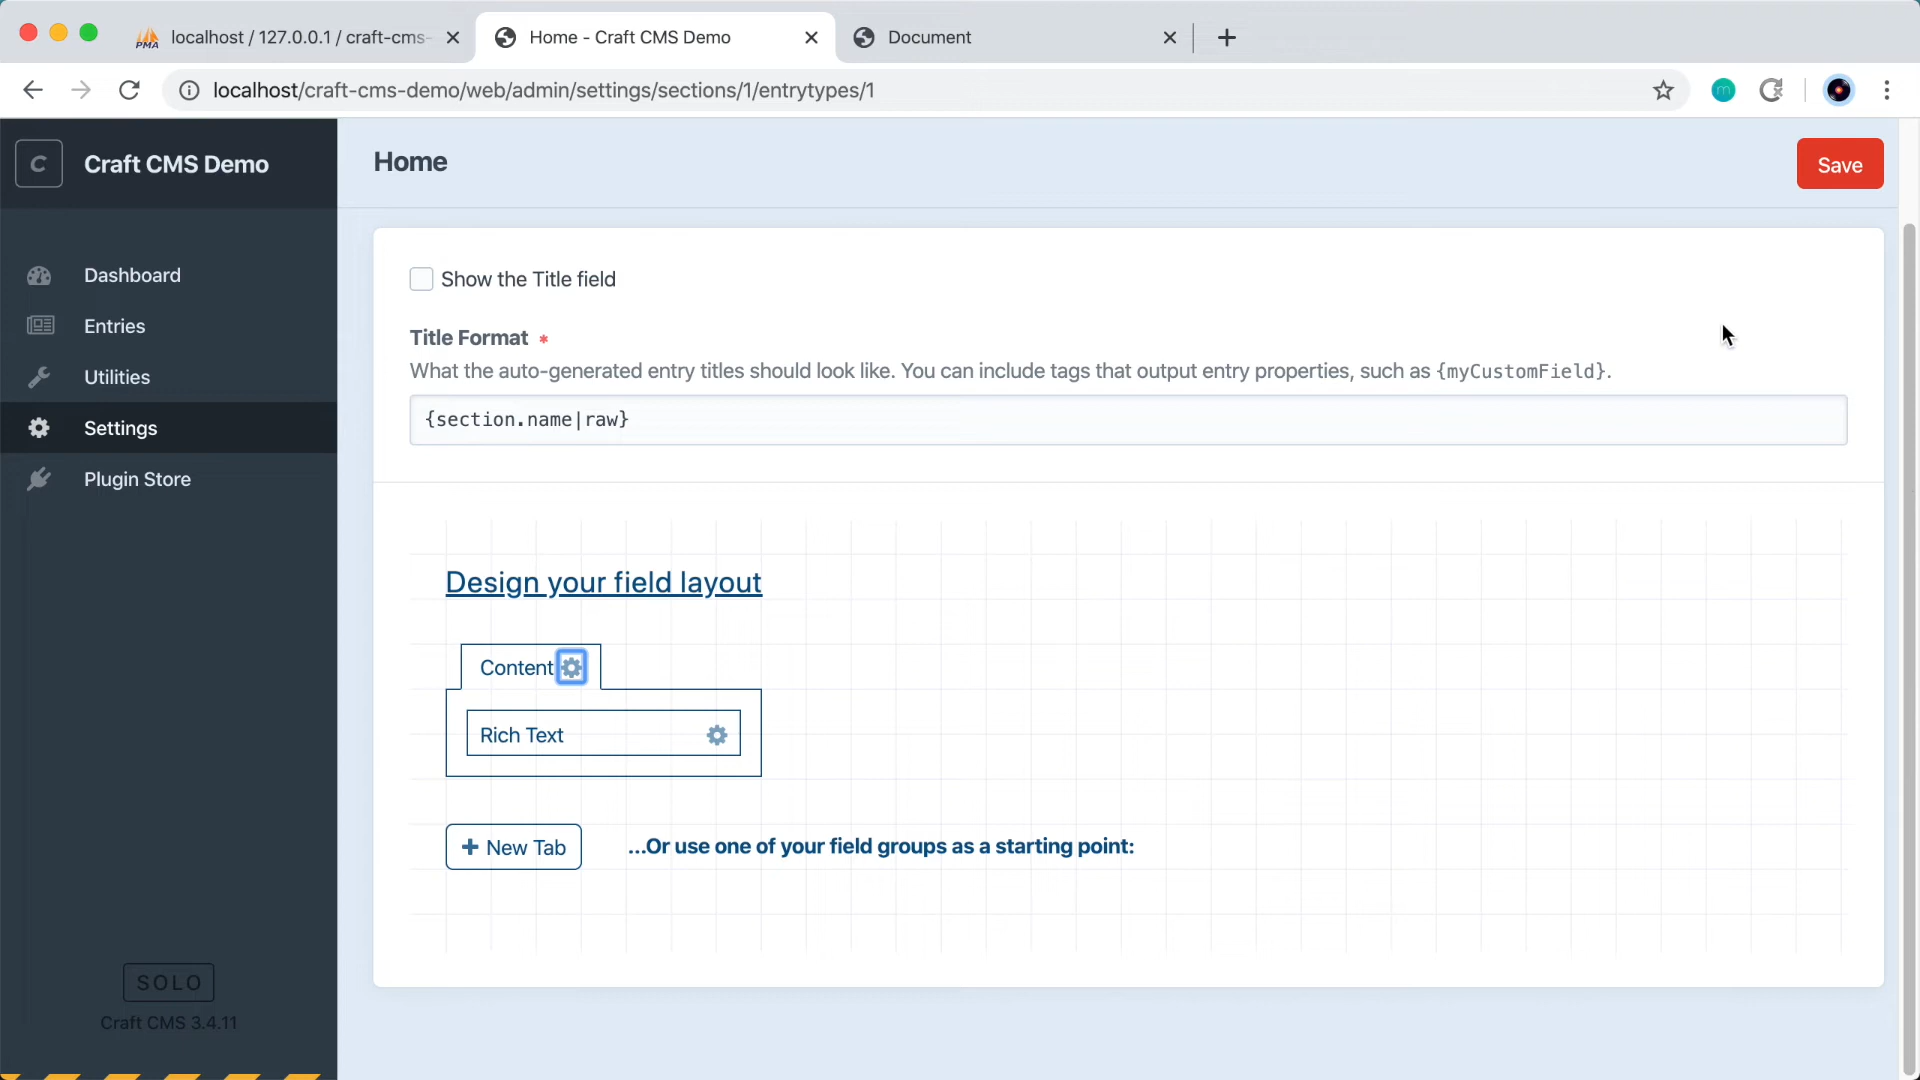 PMA
localhost / 127.0.0.1 / craft-cms-
Home - Craft CMS Demo
Document
localhost/craft-cms-demo/web/admin/settings/sections/1/entrytypes/1
m
C
Craft CMS Demo
Home
Save
Dashboard
Entries
Utilities
Settings
Plugin Store
SOLO
Craft CMS 3.4.11
Show the Title field
Title Format *
What the auto-generated entry titles should look like. You can include tags that output entry properties, such as {myCustomField}.
{section.name|raw}
Design your field layout
Content
Rich Text
+ New Tab
...Or use one of your field groups as a starting point: